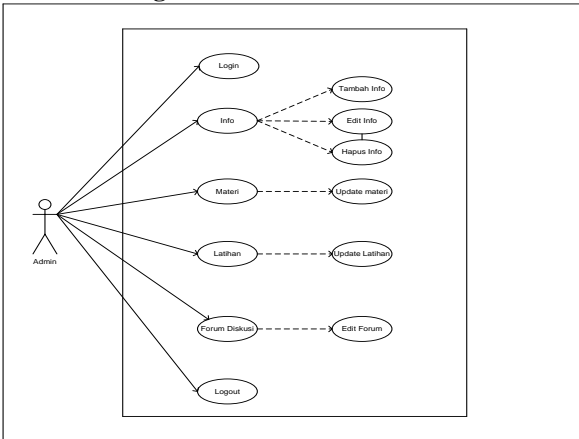 Login
Tambah Info
Info
Edit Info
Hapus Info
Materi
Update materi
Admin
Latihan
Update Latihan
Forum Diskusi
Edit Forum
Logout